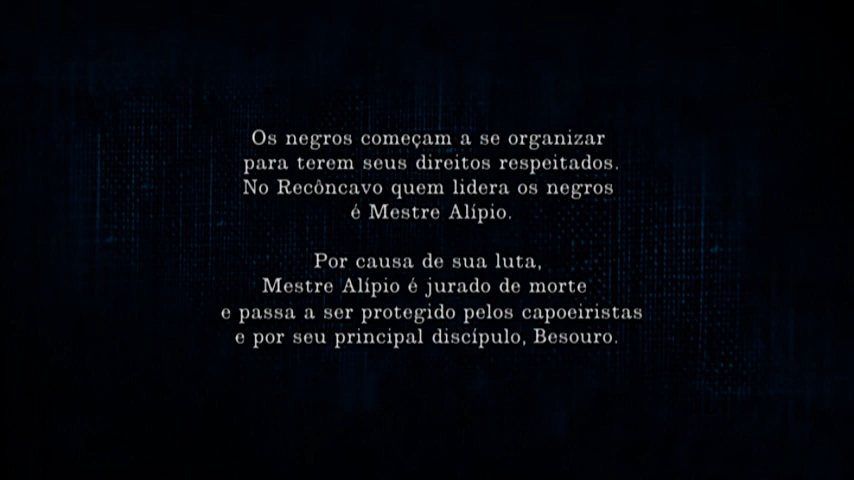 Os negros começam a se organizar
para terem seus direitos respeitados.
No Recôncavo quem lidera os negros
é Mestre Alípio.
Por causa de sua luta,
Mestre Alípio é jurado de morte
e passa a ser protegido pelos capoeiristas
e por seu principal discípulo, Besouro.